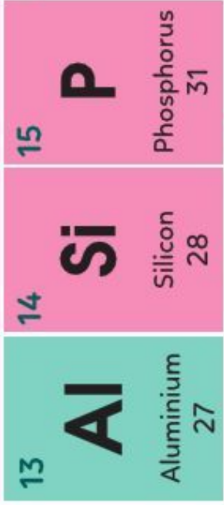 13
Al
Aluminium
27
14
Si
Silicon
28
15
P
Phosphorus
31